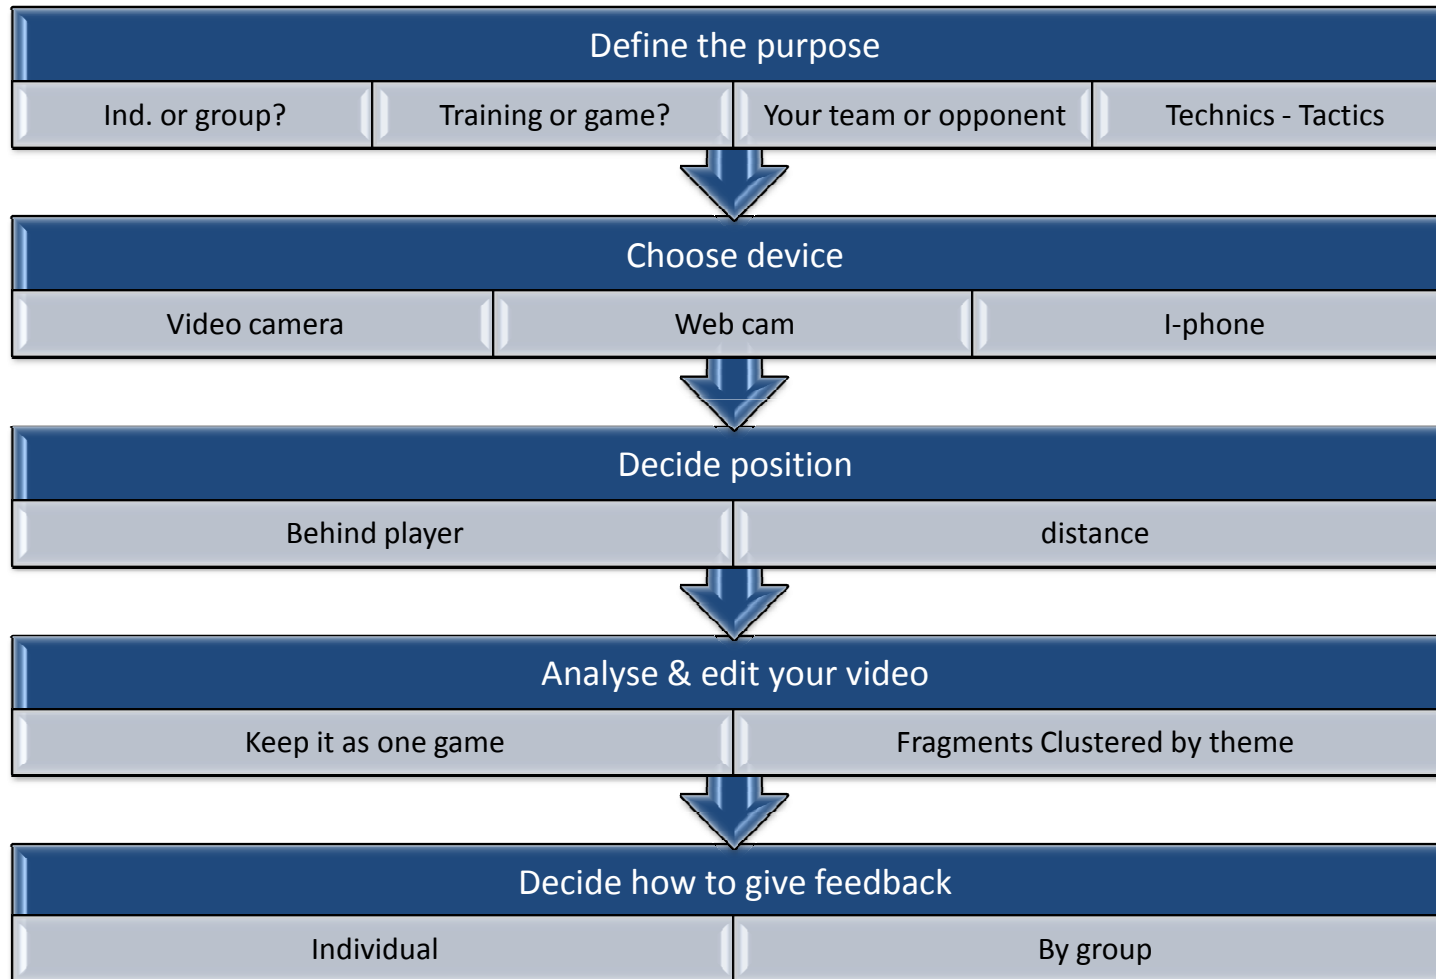 Define the purpose
Ind. or group?
Training or game?
Your team or opponent
Technics - Tactics
Choose device
Video camera
Web cam
I-phone
Decide position
Behind player
distance
Analyse & edit your video
Keep it as one game
Fragments Clustered by theme
Decide how to give feedback
Individual
By group